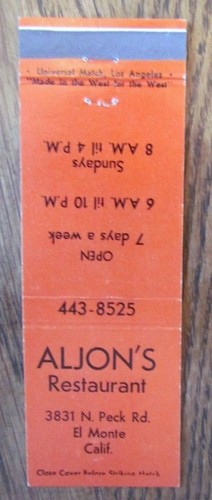 Universal Match, Los Angeles
"Made in the West for the West"
OPEN
7 days a week
6 A.M. til 10 P.M.
Sundays
8 A.M. til 4 P.M.
443-8525
ALJON'S
Restaurant
3831 N. Peck Rd.
El Monte
Calif.
Close Cover Before Striking Match